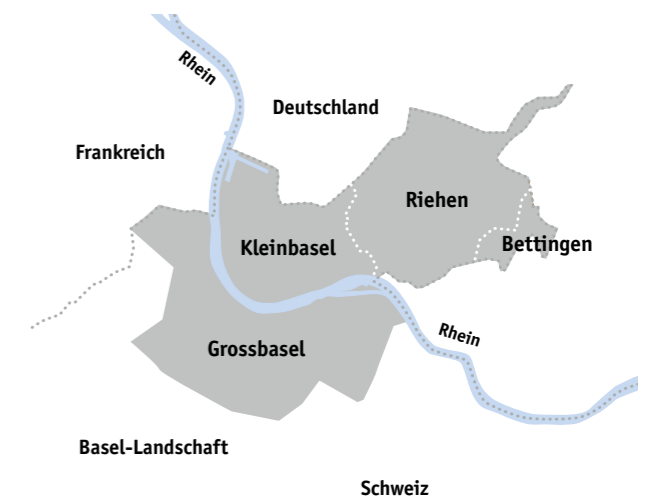 Rhein
Deutschland
Frankreich
Riehen
Kleinbasel
Bettingen
Rhein
Grossbasel
Basel-Landschaft
Schweiz